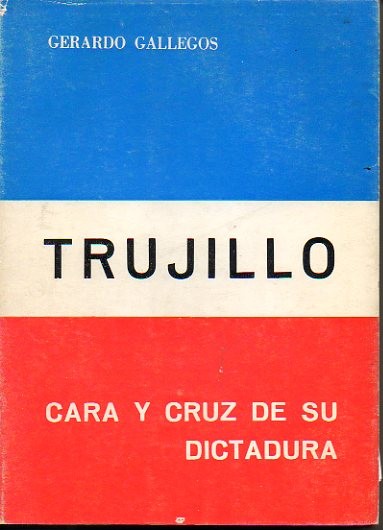 GERARDO GALLEGOS
TRUJILLO
CARA Y CRUZ DE SU
DICTADURA